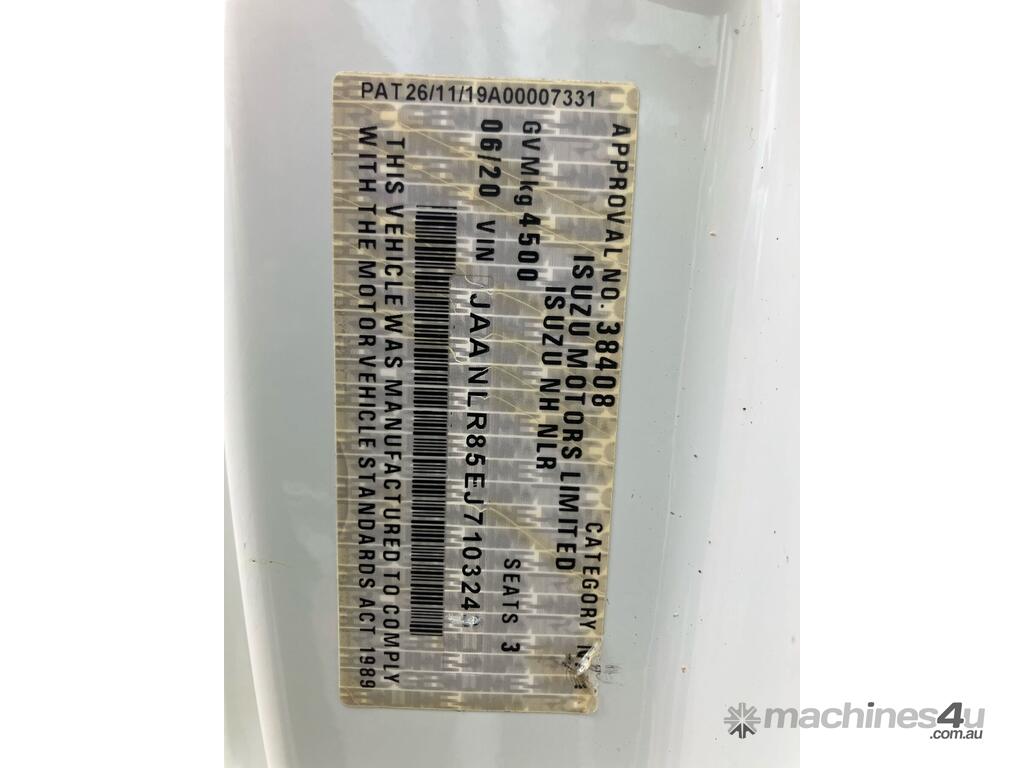 PAT26/11/19A00007331
APPROVAL NO. 38408 CATEGORY
ISUZU MOTORS LIMITED
ISUZU NH NLR
GVMkg 4500 SEATS 3
06/20 VIN JAANLR85EJ7103249
THIS VEHICLE WAS MANUFACTURED TO COMPLY
WITH THE MOTOR VEHICLE STANDARDS ACT 1989
machines4u
.com.au